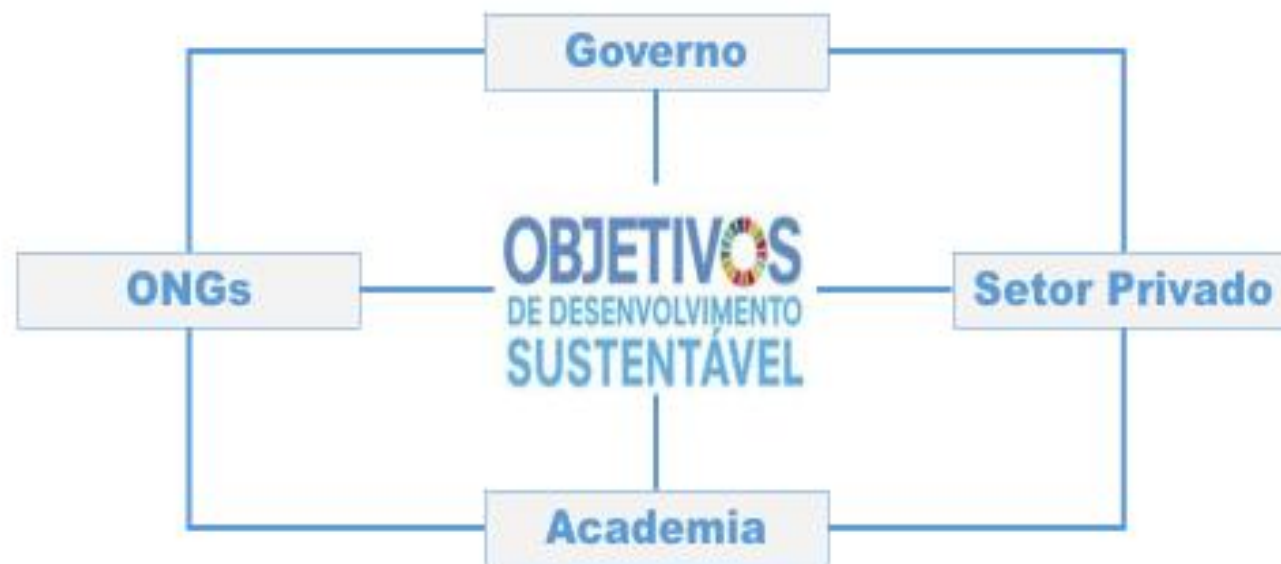 Governo
ONGs
OBJETIVOS
DE DESENVOLVIMENTO
SUSTENTÁVEL
Setor Privado
Academia